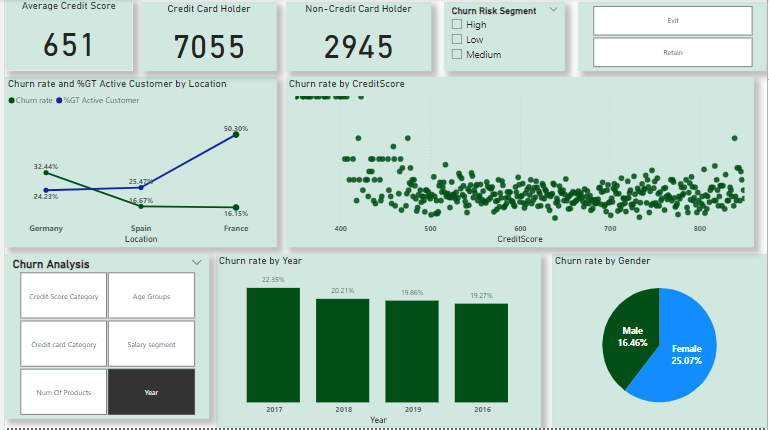 Average Credit Score
651
Credit Card Holder
7055
Non-Credit Card Holder
2945
Churn Risk Segment
High
Low
Medium
Exit
Retain
Churn rate and %GT Active Customer by Location
Churn rate %GT Active Customer
32.44%
24.23%
25.47%
16.67%
50.30%
16.15%
Germany Spain France
Location
Churn rate by CreditScore
400 500 600 700 800
CreditScore
Churn Analysis
Credit Score Category
Age Groups
Credit card Category
Salary segment
Num Of Products
Year
Churn rate by Year
22.35% 20.21% 19.86% 19.27%
2017 2018 2019 2016
Year
Churn rate by Gender
Male
16.46%
Female
25.07%